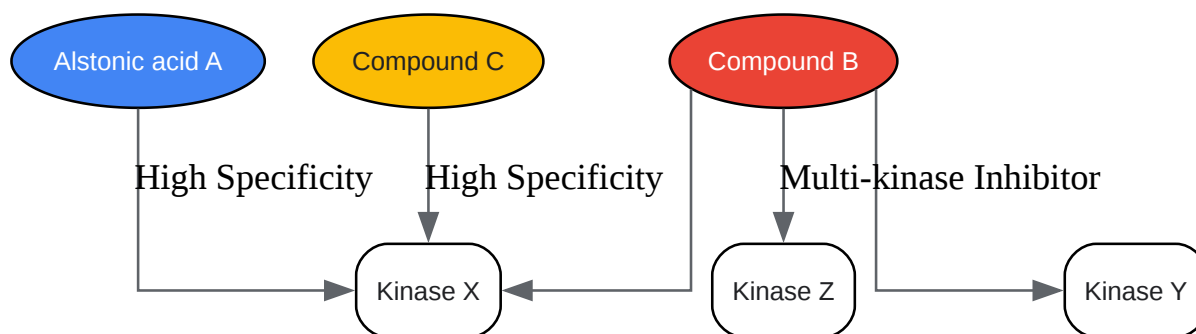 Alstonic acid A
Compound C
Compound B
High Specificity
High Specificity
Multi-kinase Inhibitor
Kinase X
Kinase Z
Kinase Y